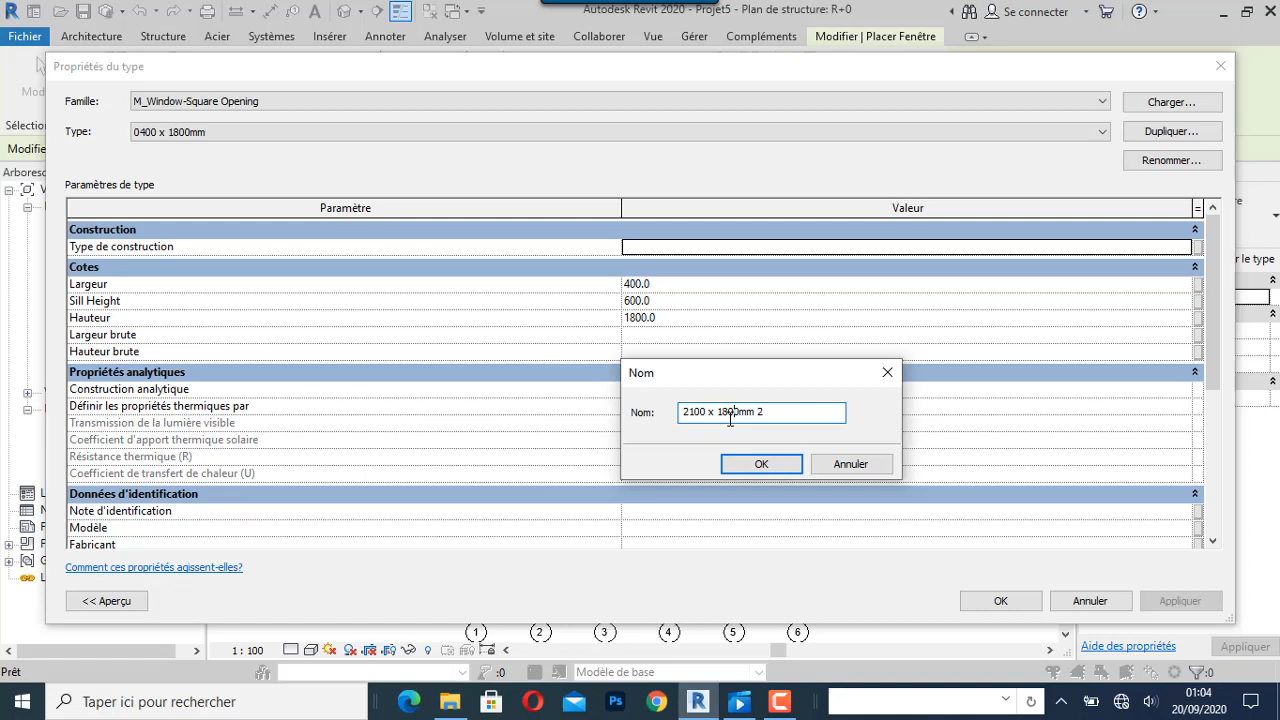 Autodesk Revit 2020 - Projet5 - Plan de structure: R+0
Se connecter
Fichier
Architecture
Structure
Acier
Systèmes
Insérer
Annoter
Analyser
Volume et site
Collaborer
Vue
Gérer
Compléments
Modifier | Placer Fenêtre
Propriétés du type
Famille:
M_Window-Square Opening
Charger...
Type:
0400 x 1800mm
Dupliquer...
Renommer...
Paramètres de type
Paramètre
Valeur
=
Construction
Type de construction
Cotes
Largeur
400.0
Sill Height
600.0
Hauteur
1800.0
Largeur brute
Hauteur brute
Propriétés analytiques
Construction analytique
Définir les propriétés thermiques par
Transmission de la lumière visible
Coefficient d'apport thermique solaire
Résistance thermique (R)
Coefficient de transfert de chaleur (U)
Données d'identification
Note d'identification
Modèle
Fabricant
Nom
Nom:
2100 x 1800mm 2
OK
Annuler
Comment ces propriétés agissent-elles?
<< Aperçu
OK
Annuler
Appliquer
1
2
3
4
5
6
1 : 100
Aide des propriétés
Appliquer
Prêt
:0
Modèle de base
:0
Taper ici pour rechercher
01:04
20/09/2020